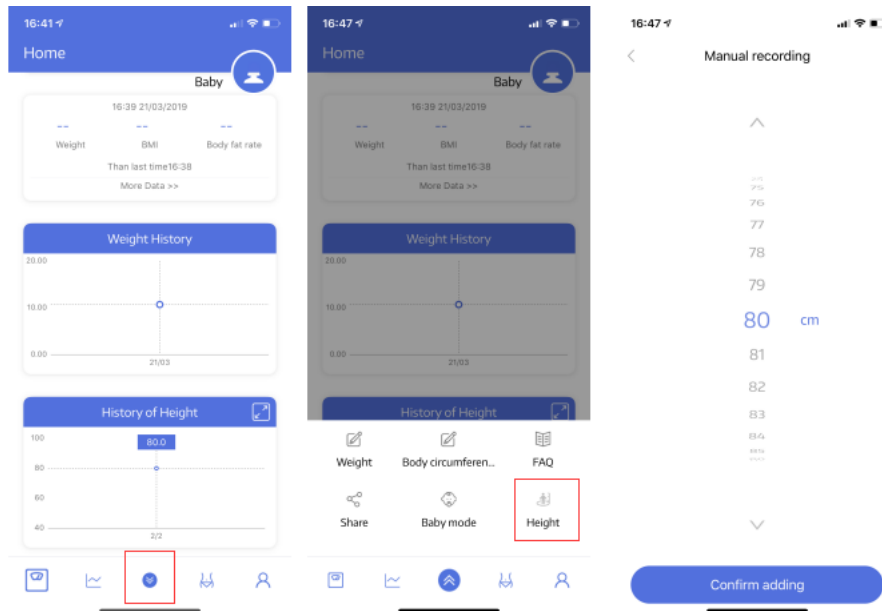 16:41
Home
Baby
16:39 21/03/2019
-- -- --
Weight BMI Body fat rate
Than last time16:38
More Data >>
Weight History
20.00
10.00
0.00
21/03
History of Height
100
80.0
80
60
40
2/2
16:47
Home
Baby
16:39 21/03/2019
-- -- --
Weight BMI Body fat rate
Than last time16:38
More Data >>
Weight History
20.00
10.00
0.00
21/03
History of Height
Weight Body circumferen... FAQ
Share Baby mode Height
16:47
Manual recording
75
76
77
78
79
80 cm
81
82
83
84
85
Confirm adding